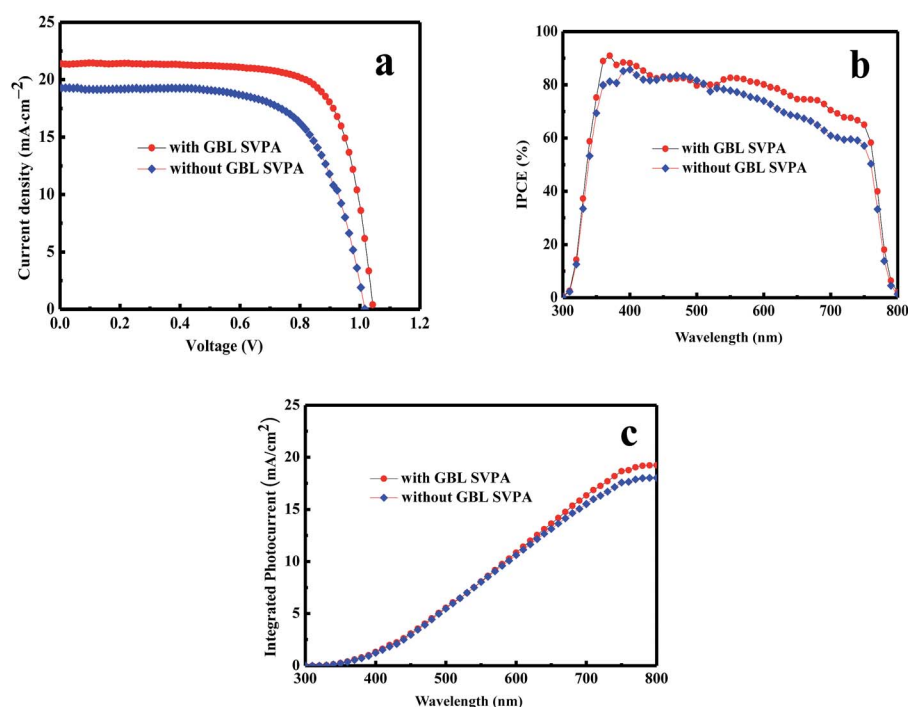 25
20
15
10
5
0
0.0 0.2 0.4 0.6 0.8 1.0 1.2
Current density (mA·cm−2)
Voltage (V)
a
with GBL SVPA
without GBL SVPA
100
80
60
40
20
0
300 400 500 600 700 800
IPCE (%)
Wavelength (nm)
b
with GBL SVPA
without GBL SVPA
25
20
15
10
5
0
300 400 500 600 700 800
Integrated Photocurrent (mA/cm2)
Wavelength (nm)
c
with GBL SVPA
without GBL SVPA